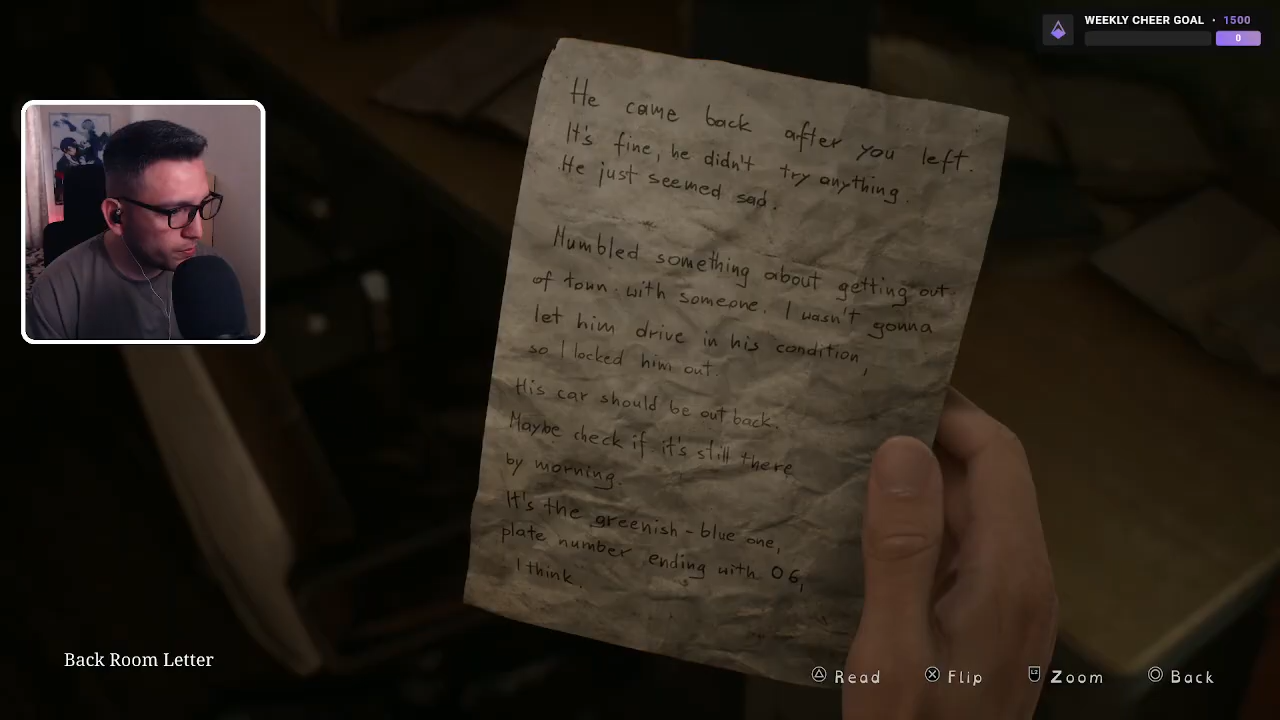 WEEKLY CHEER GOAL · 1500
0
He came back after you left.
It's fine, he didn't try anything.
He just seemed sad.
Mumbled something about getting out
of town with someone. I wasn't gonna
let him drive in his condition,
so I locked him out.
His car should be out back.
Maybe check if it's still there
by morning.
It's the greenish-blue one,
plate number ending with 06,
I think.
Back Room Letter
Read Flip L2 Zoom Back